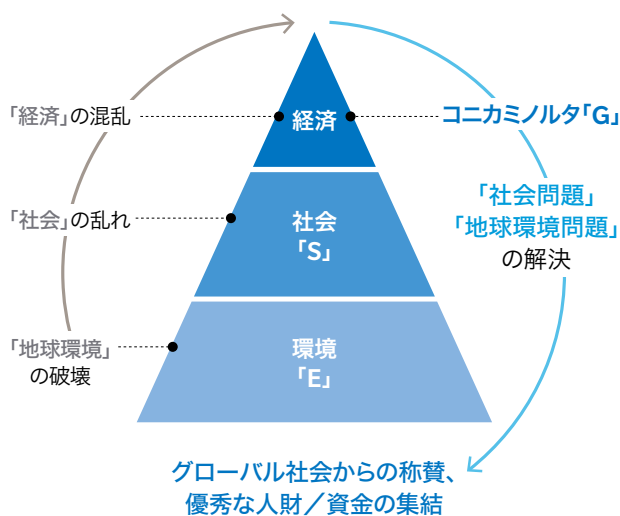 「経済」の混乱
経済
コニカミノルタ「G」
「社会」の乱れ
社会
「S」
「社会問題」
「地球環境問題」
の解決
「地球環境」
の破壊
環境
「E」
グローバル社会からの称賛、
優秀な人財／資金の集結